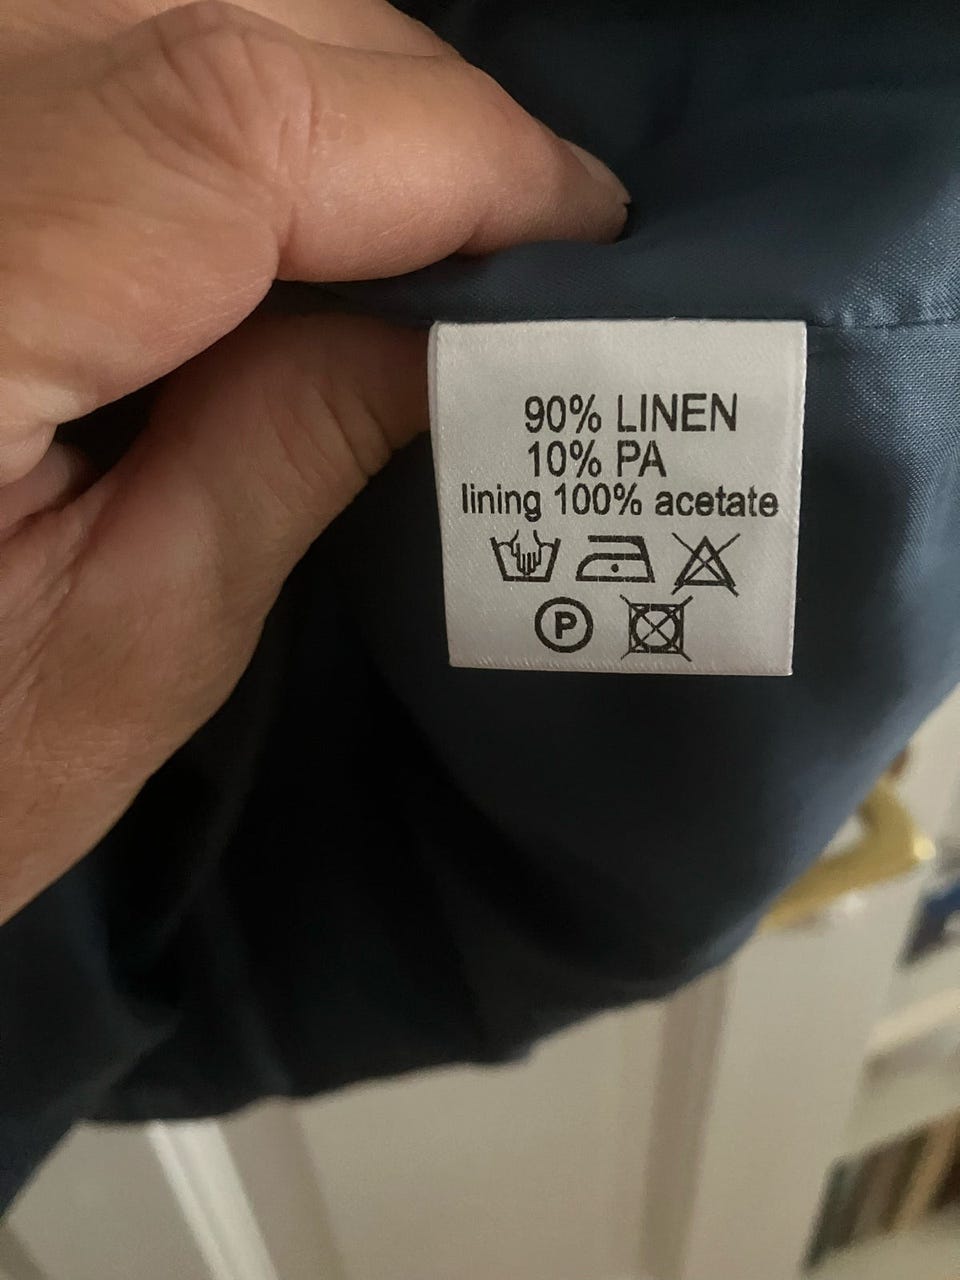 90% LINEN
10% PA
lining 100% acetate
P